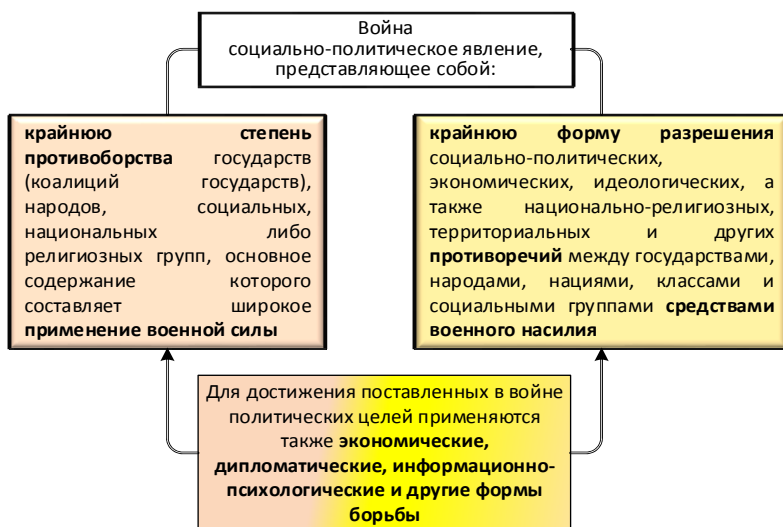 Война
социально-политическое явление,
представляющее собой:
крайнюю степень
противоборства государств
(коалиций государств),
народов, социальных,
национальных либо
религиозных групп, основное
содержание которого
составляет широкое
применение военной силы
крайнюю форму разрешения
социально-политических,
экономических, идеологических, а
также национально-религиозных,
территориальных и других
противоречий между государствами,
народами, нациями, классами и
социальными группами средствами
военного насилия
Для достижения поставленных в войне
политических целей применяются
также экономические,
дипломатические, информационно-
психологические и другие формы
борьбы